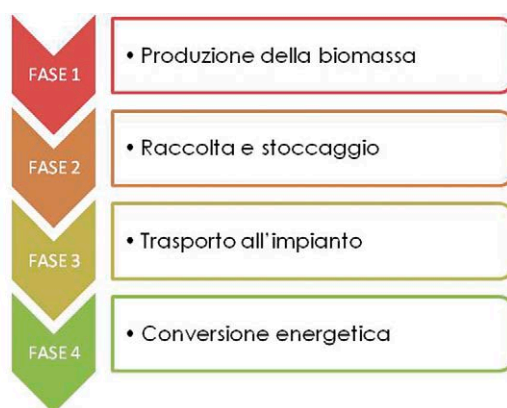 FASE 1
• Produzione della biomassa
FASE 2
• Raccolta e stoccaggio
FASE 3
• Trasporto all'impianto
FASE 4
• Conversione energetica